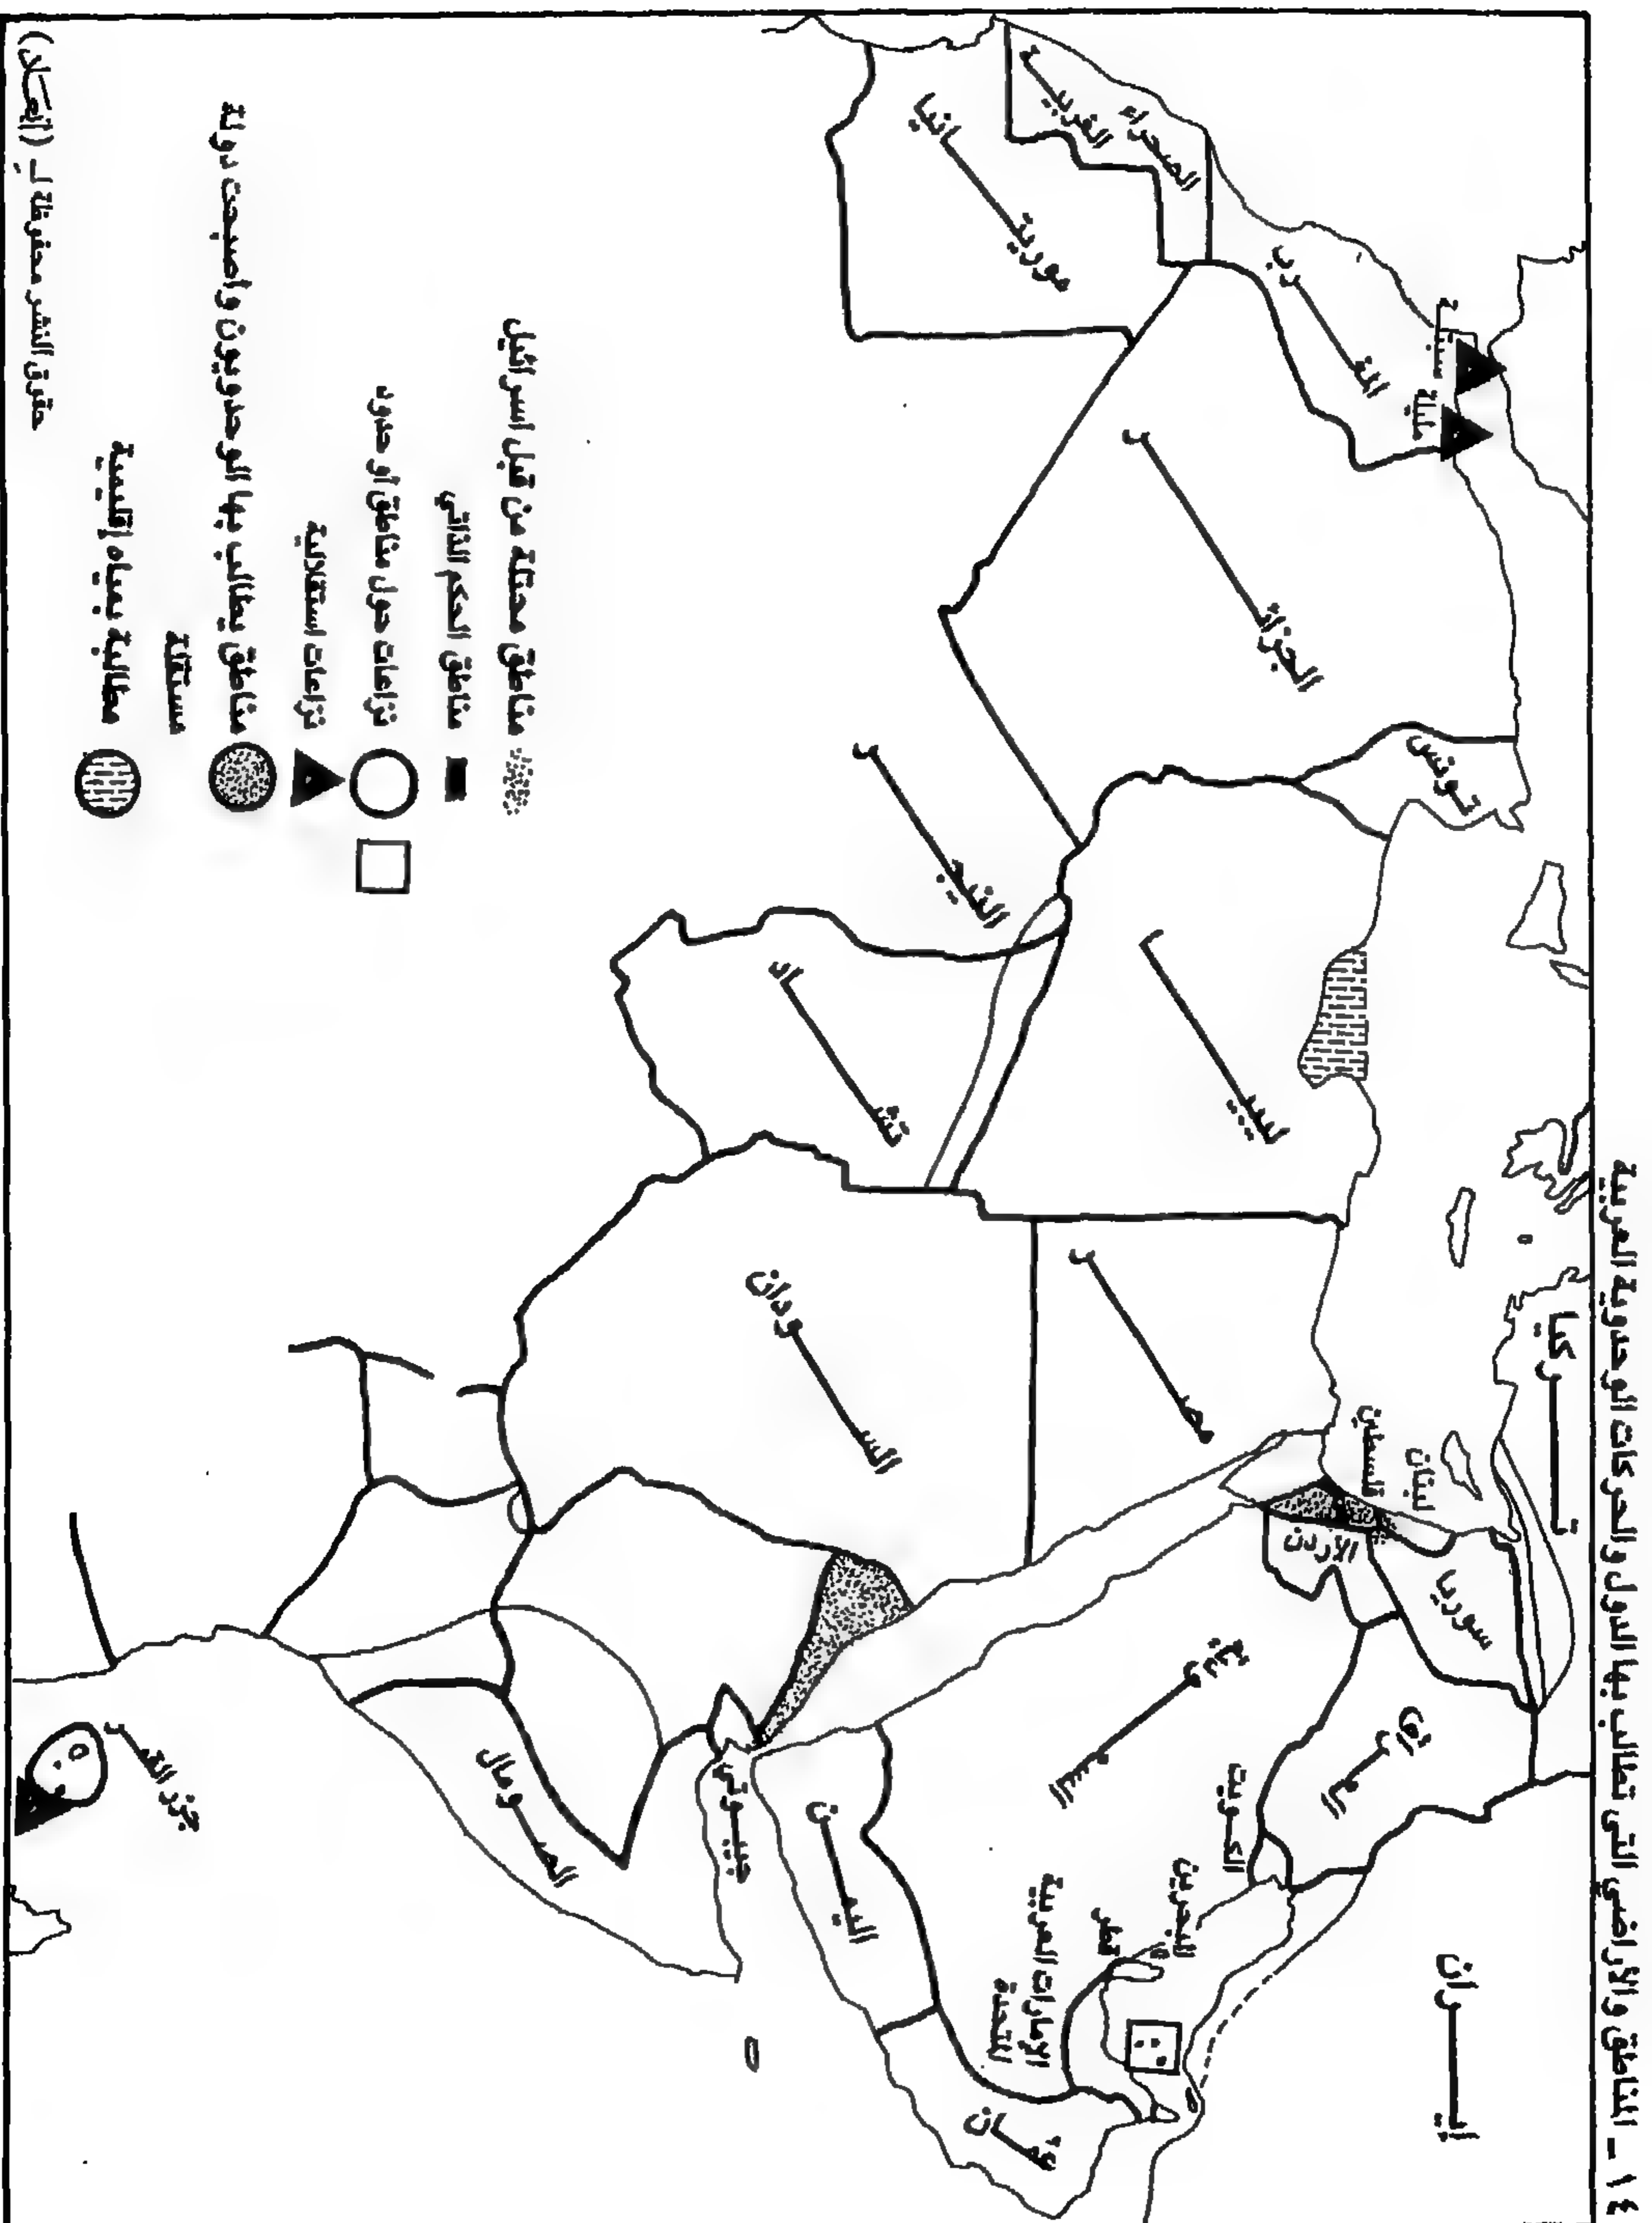 ١٤ ـ المناطق والأراضي التي تطالب بها الدول والحركات الوحدوية العربية
تركيا
إيران
سبتة
مليلة
المغرب
الصحراء
الغربية
موريتانيا
الجزائر
تونس
ليبيا
النيجر
تشاد
مصر
السودان
فلسطين
لبنان
الأردن
سوريا
العراق
الكويت
السعودية
البحرين
قطر
الإمارات العربية
المتحدة
عمان
اليمن
جيبوتي
الصومال
جزر القمر
مناطق محتلة من قبل اسرائيل
مناطق الحكم الذاتي
نزاعات حول مناطق أو حدود
نزاعات استقلالية
مناطق يطالب بها الوحدويون وأصبحت دولة
مستقلة
مطالبة بمياه إقليمية
حقوق النشر محفوظة لـ